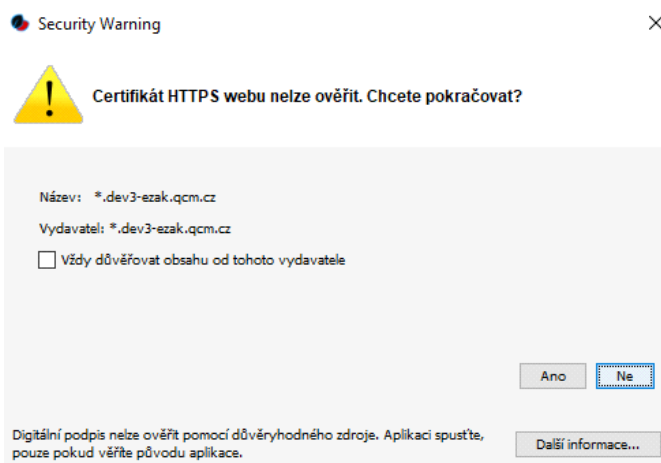 Security Warning
Certifikát HTTPS webu nelze ověřit. Chcete pokračovat?
Název: *.dev3-ezak.qcm.cz
Vydavatel: *.dev3-ezak.qcm.cz
Vždy důvěřovat obsahu od tohoto vydavatele
Ano Ne
Digitální podpis nelze ověřit pomocí důvěryhodného zdroje. Aplikaci spusťte,
pouze pokud věříte původu aplikace.
Další informace...